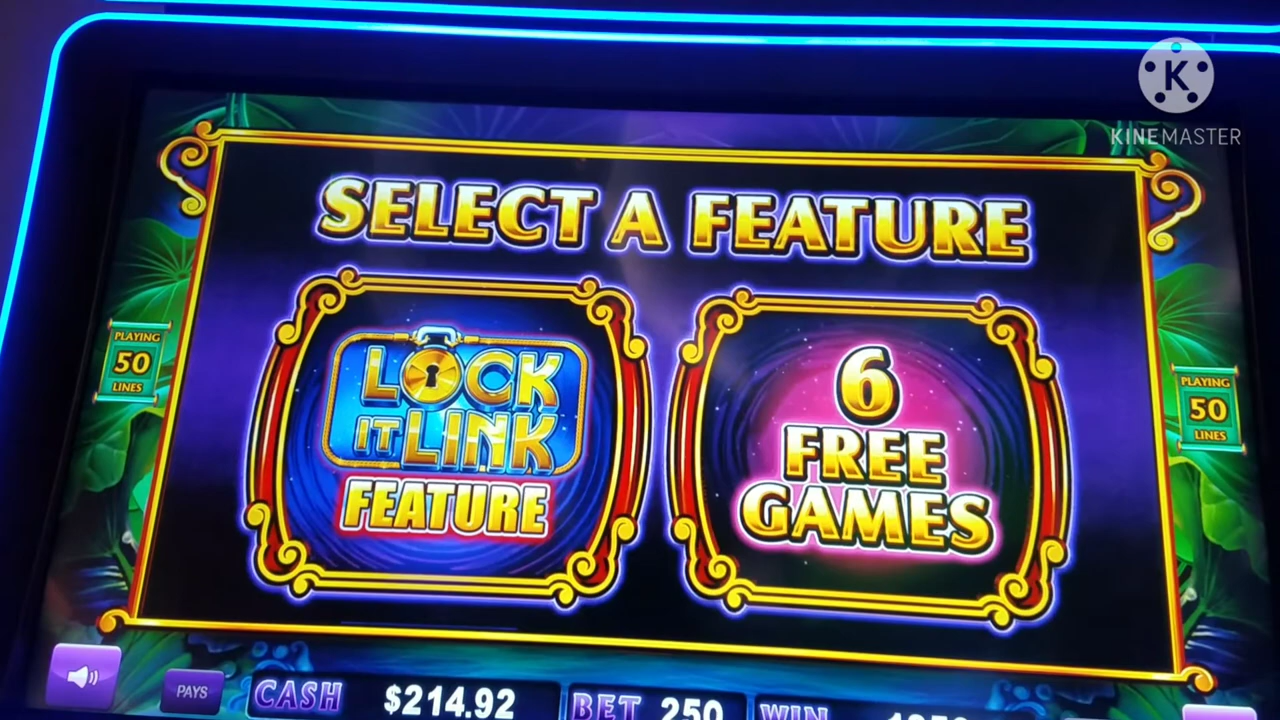 K
KINEMASTER
SELECT A FEATURE
PLAYING
50
LINES
LOCK
IT LINK
FEATURE
6
FREE
GAMES
PLAYING
50
LINES
PAYS
CASH $214.92
BET 250
WIN